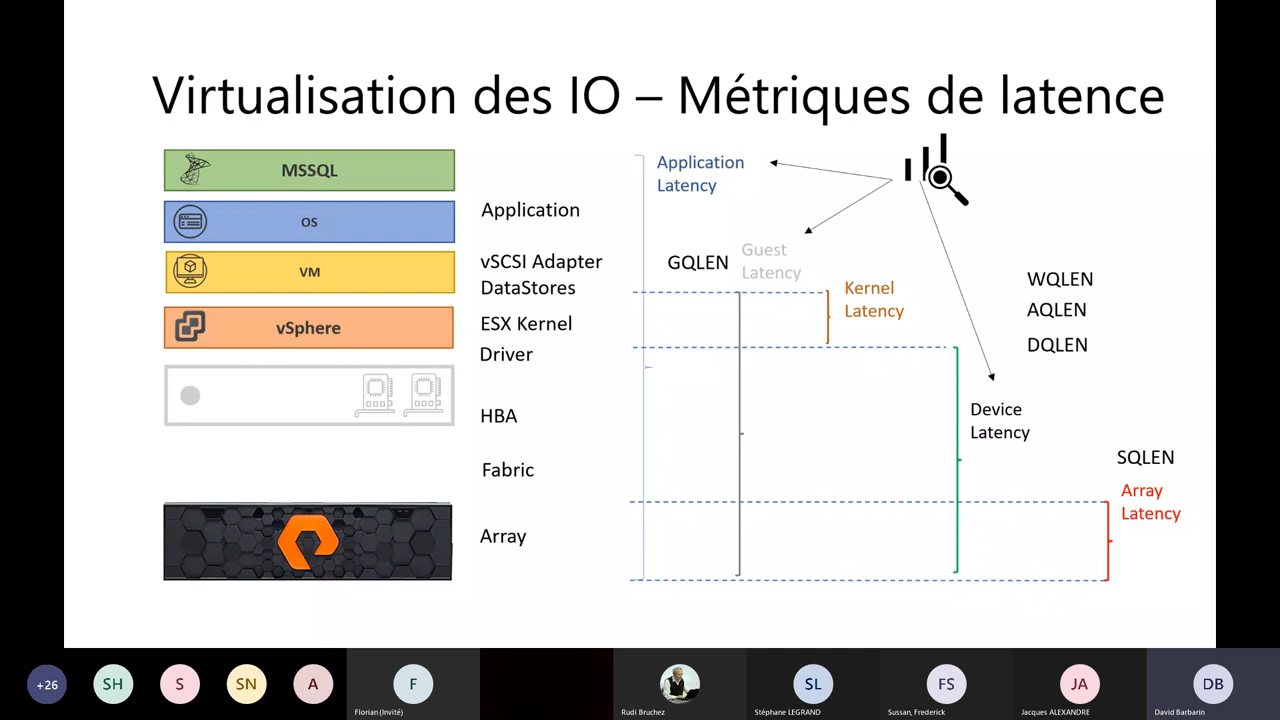 Virtualisation des IO – Métriques de latence
MSSQL
OS
VM
vSphere
Application
vSCSI Adapter
DataStores
ESX Kernel
Driver
HBA
Fabric
Array
Application
Latency
GQLEN
Guest
Latency
Kernel
Latency
WQLEN
AQLEN
DQLEN
Device
Latency
SQLEN
Array
Latency
+26
SH
S
SN
A
F
Florian (Invité)
Rudi Bruchez
SL
Stéphane LEGRAND
FS
Sussan, Frederick
JA
Jacques ALEXANDRE
DB
David Barbarin